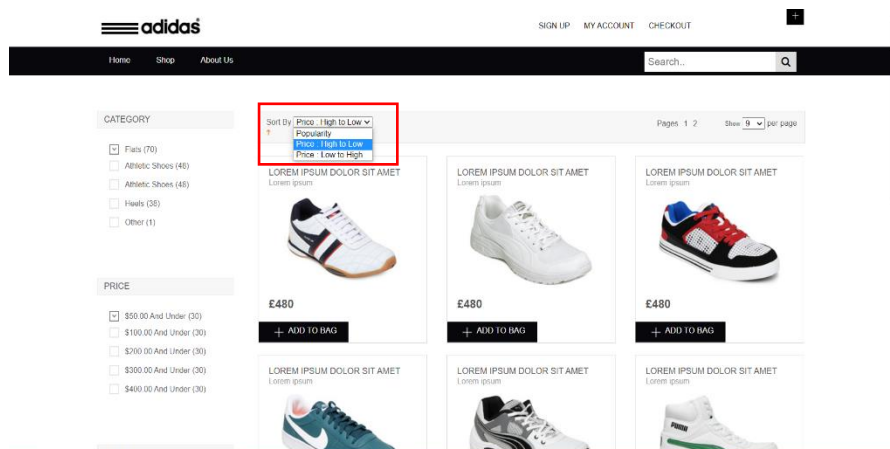 adidas
SIGN UP MY ACCOUNT CHECKOUT
+
Home Shop About Us
Search..
CATEGORY
Flats (70)
Athletic Shoes (48)
Athletic Shoes (48)
Heels (38)
Other (1)
PRICE
$50.00 And Under (30)
$100.00 And Under (30)
$200.00 And Under (30)
$300.00 And Under (30)
$400.00 And Under (30)
Sort By Price : High to Low
Popularity
Price : High to Low
Price : Low to High
Pages 1 2 Show 9 per page
LOREM IPSUM DOLOR SIT AMET
Lorem ipsum
£480
+ ADD TO BAG
LOREM IPSUM DOLOR SIT AMET
Lorem ipsum
£480
+ ADD TO BAG
LOREM IPSUM DOLOR SIT AMET
Lorem ipsum
£480
+ ADD TO BAG
LOREM IPSUM DOLOR SIT AMET
Lorem ipsum
LOREM IPSUM DOLOR SIT AMET
Lorem ipsum
LOREM IPSUM DOLOR SIT AMET
Lorem ipsum
PUMA